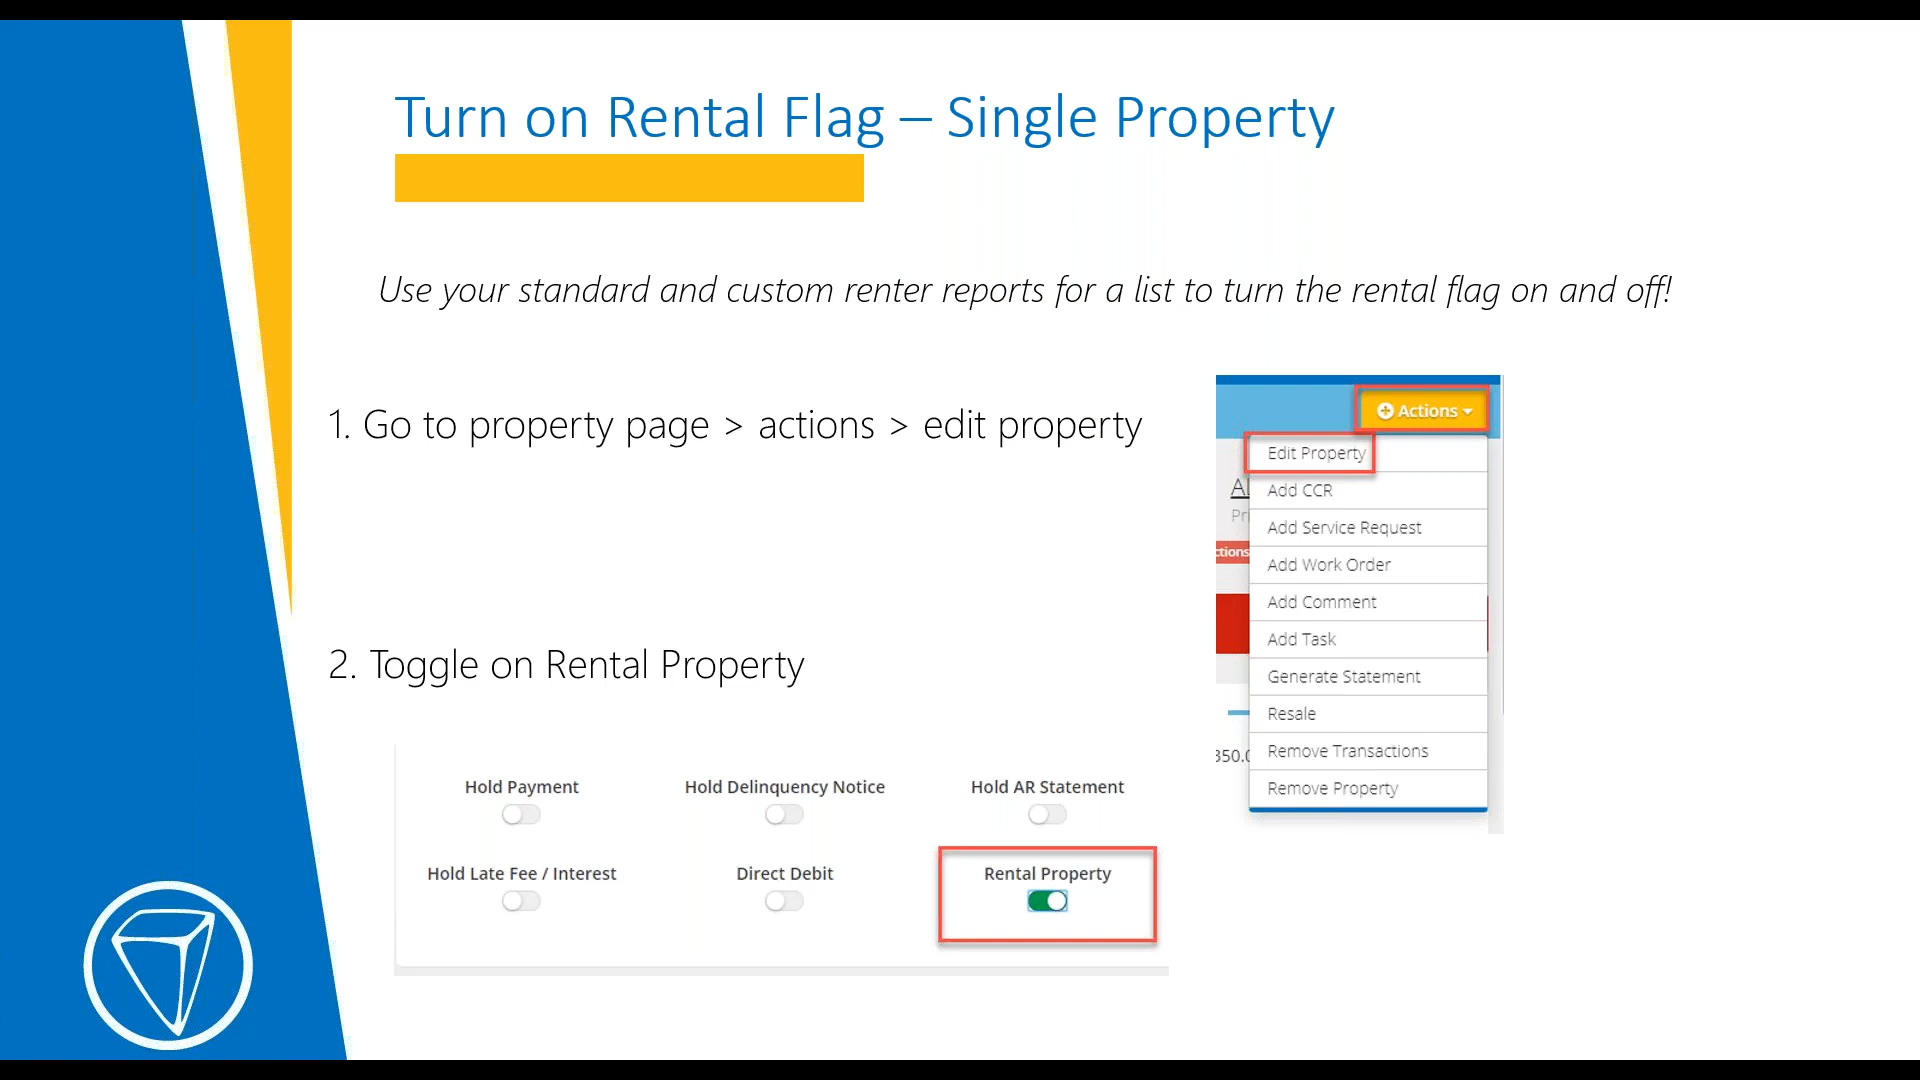 Turn on Rental Flag – Single Property
Use your standard and custom renter reports for a list to turn the rental flag on and off!
1. Go to property page > actions > edit property
Actions
Edit Property
Add CCR
Add Service Request
Add Work Order
Add Comment
Add Task
Generate Statement
Resale
Remove Transactions
Remove Property
2. Toggle on Rental Property
Hold Payment
Hold Delinquency Notice
Hold AR Statement
Hold Late Fee / Interest
Direct Debit
Rental Property